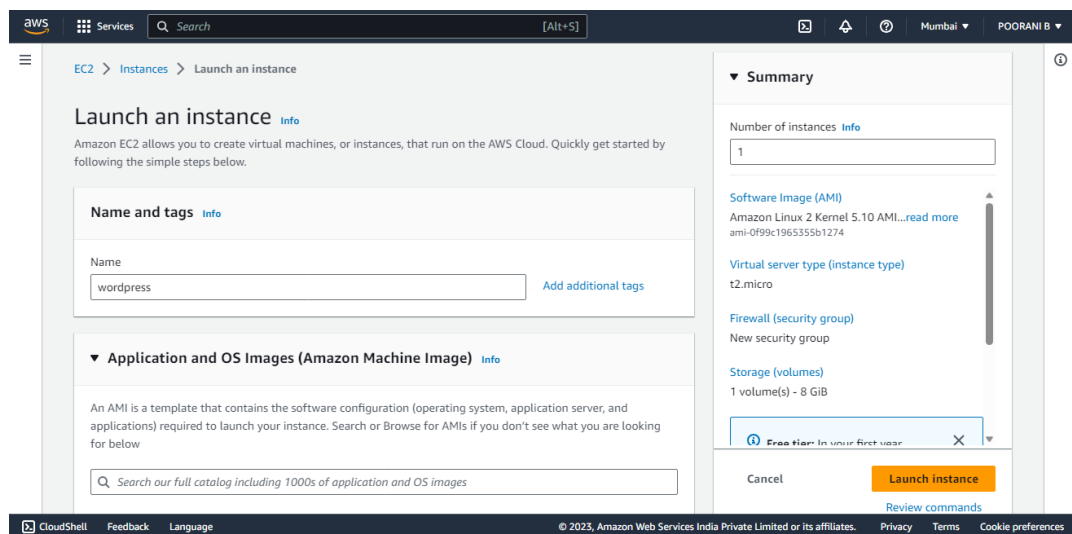 aws
Services
Search
[Alt+S]
Mumbai
POORANI B
EC2 > Instances > Launch an instance
Launch an instance Info
Amazon EC2 allows you to create virtual machines, or instances, that run on the AWS Cloud. Quickly get started by
following the simple steps below.
Name and tags Info
Name
wordpress
Add additional tags
Application and OS Images (Amazon Machine Image) Info
An AMI is a template that contains the software configuration (operating system, application server, and
applications) required to launch your instance. Search or Browse for AMIs if you don't see what you are looking
for below
Search our full catalog including 1000s of application and OS images
Summary
Number of instances Info
1
Software Image (AMI)
Amazon Linux 2 Kernel 5.10 AMI...read more
ami-0f99c1965355b1274
Virtual server type (instance type)
t2.micro
Firewall (security group)
New security group
Storage (volumes)
1 volume(s) - 8 GiB
Free tier: In your first year
Cancel
Launch instance
Review commands
CloudShell
Feedback
Language
© 2023, Amazon Web Services India Private Limited or its affiliates.
Privacy
Terms
Cookie preferences